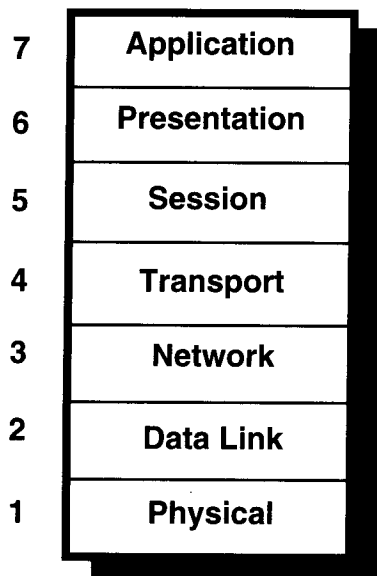 7 Application
6 Presentation
5 Session
4 Transport
3 Network
2 Data Link
1 Physical